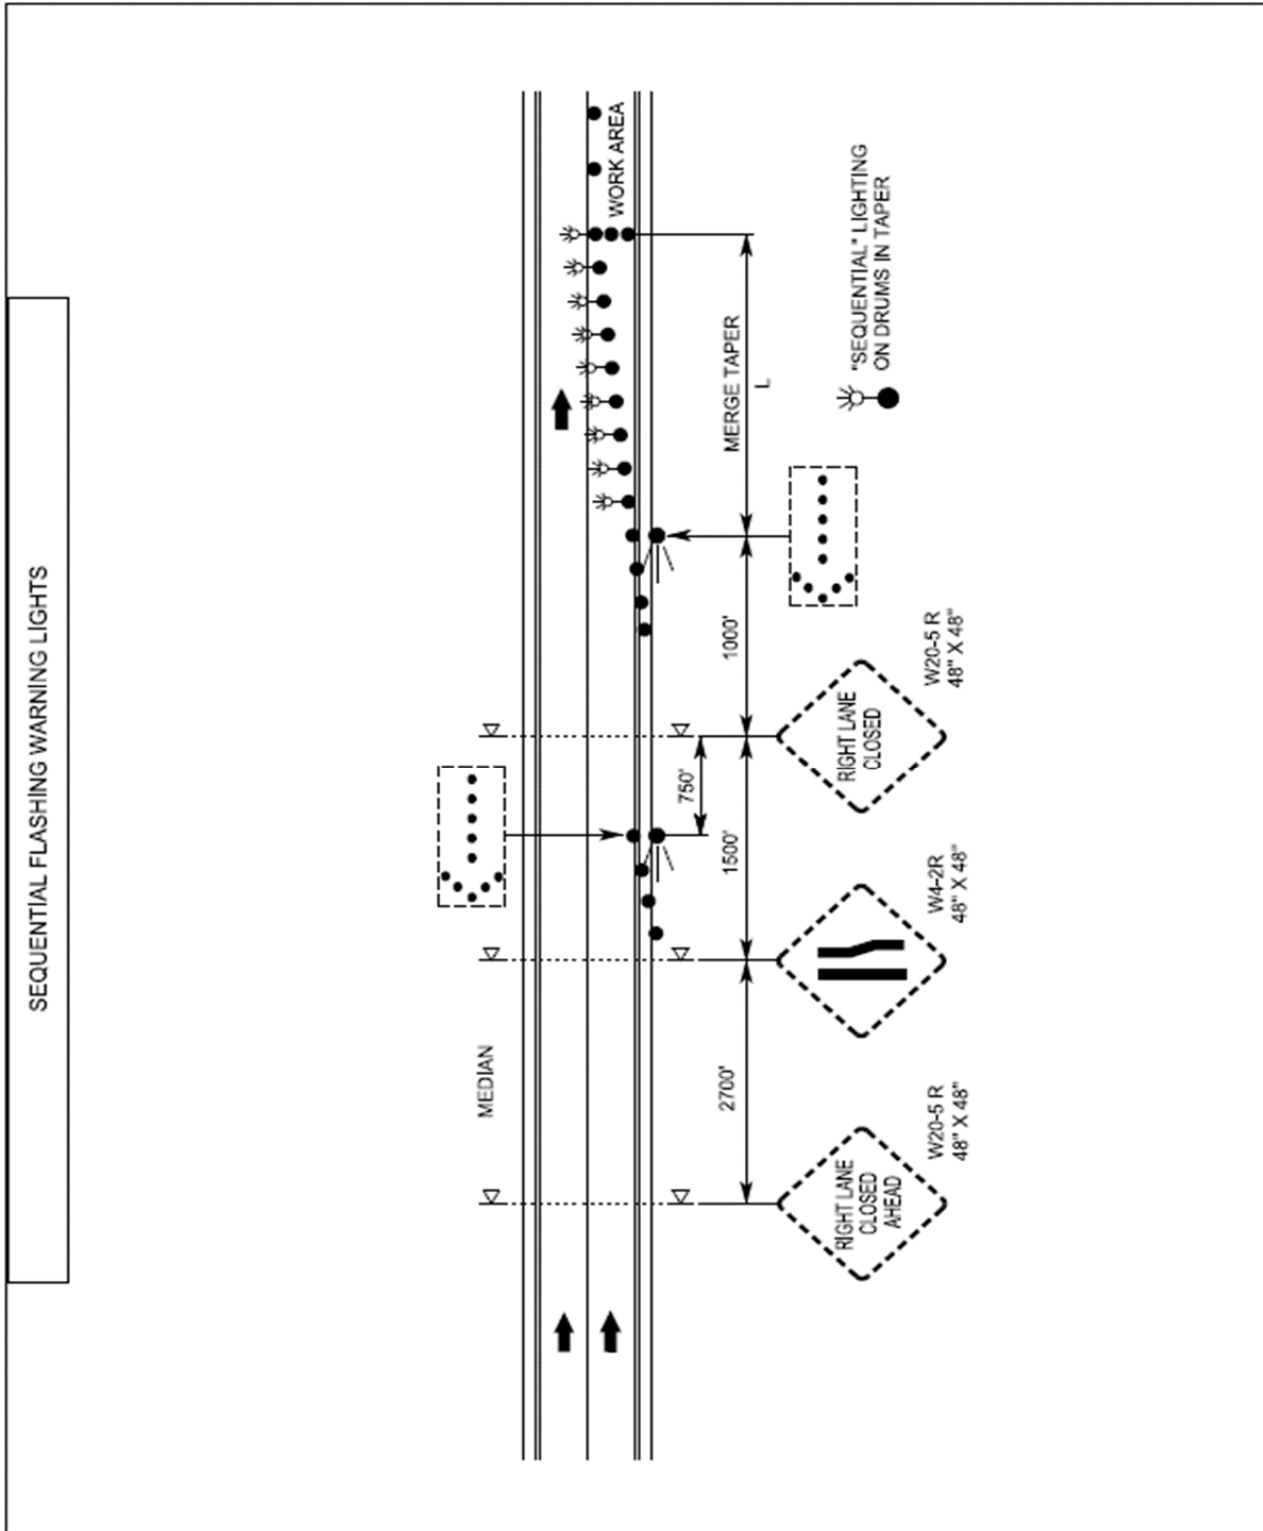 SEQUENTIAL FLASHING WARNING LIGHTS
MEDIAN
WORK AREA
MERGE TAPER
L
1000'
750'
1500'
2700'
"SEQUENTIAL" LIGHTING
ON DRUMS IN TAPER
RIGHT LANE
CLOSED
AHEAD
W20-5 R
48" X 48"
W4-2R
48" X 48"
RIGHT LANE
CLOSED
W20-5 R
48" X 48"